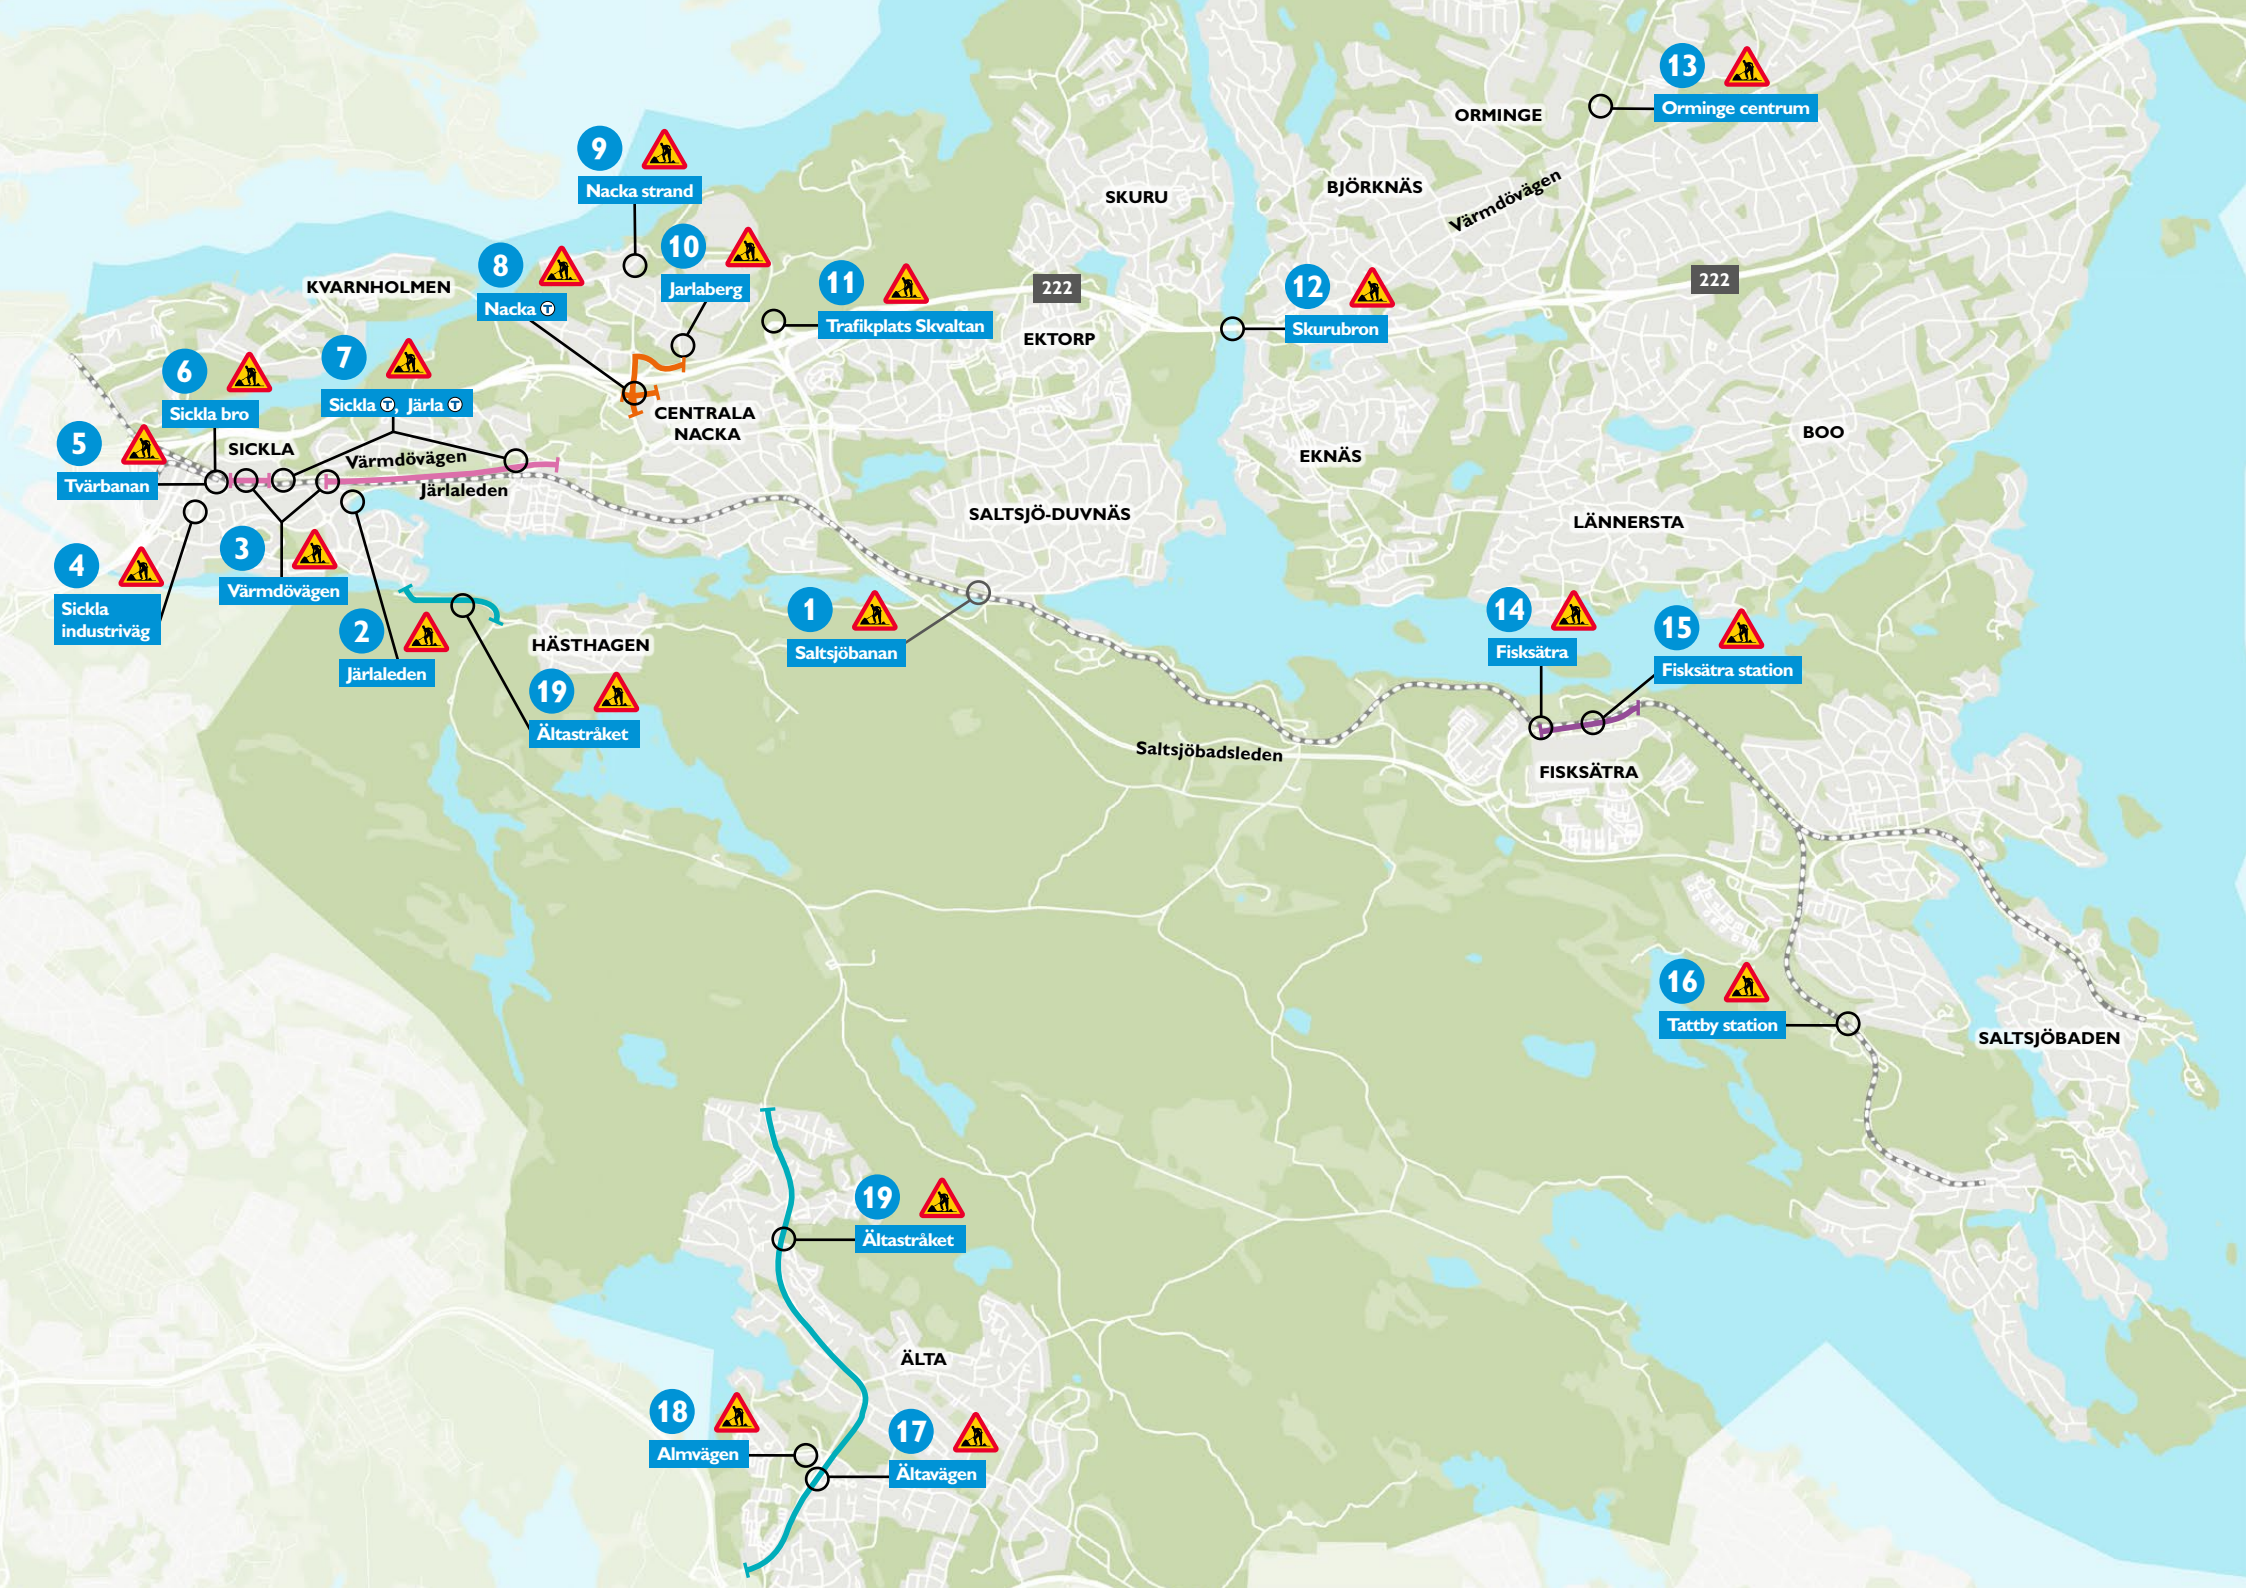 13
Orminge centrum
ORMINGE
9
Nacka strand
SKURU
BJÖRKNÄS
Värmdövägen
10
Jarlaberg
8
Nacka T
KVARNHOLMEN
11
Trafikplats Skvaltan
222
EKTORP
12
Skurubron
222
7
Sickla T, Järla T
6
Sickla bro
CENTRALA
NACKA
5
Tvärbanan
SICKLA
Värmdövägen
Järlaleden
EKNÄS
BOO
SALTSJÖ-DUVNÄS
LÄNNERSTA
4
Sickla
industriväg
3
Värmdövägen
2
Järlaleden
HÄSTHAGEN
19
Ältastråket
1
Saltsjöbanan
14
Fisksätra
15
Fisksätra station
Saltsjöbadsleden
FISKSÄTRA
16
Tattby station
SALTSJÖBADEN
19
Ältastråket
ÄLTA
18
Almvägen
17
Ältavägen